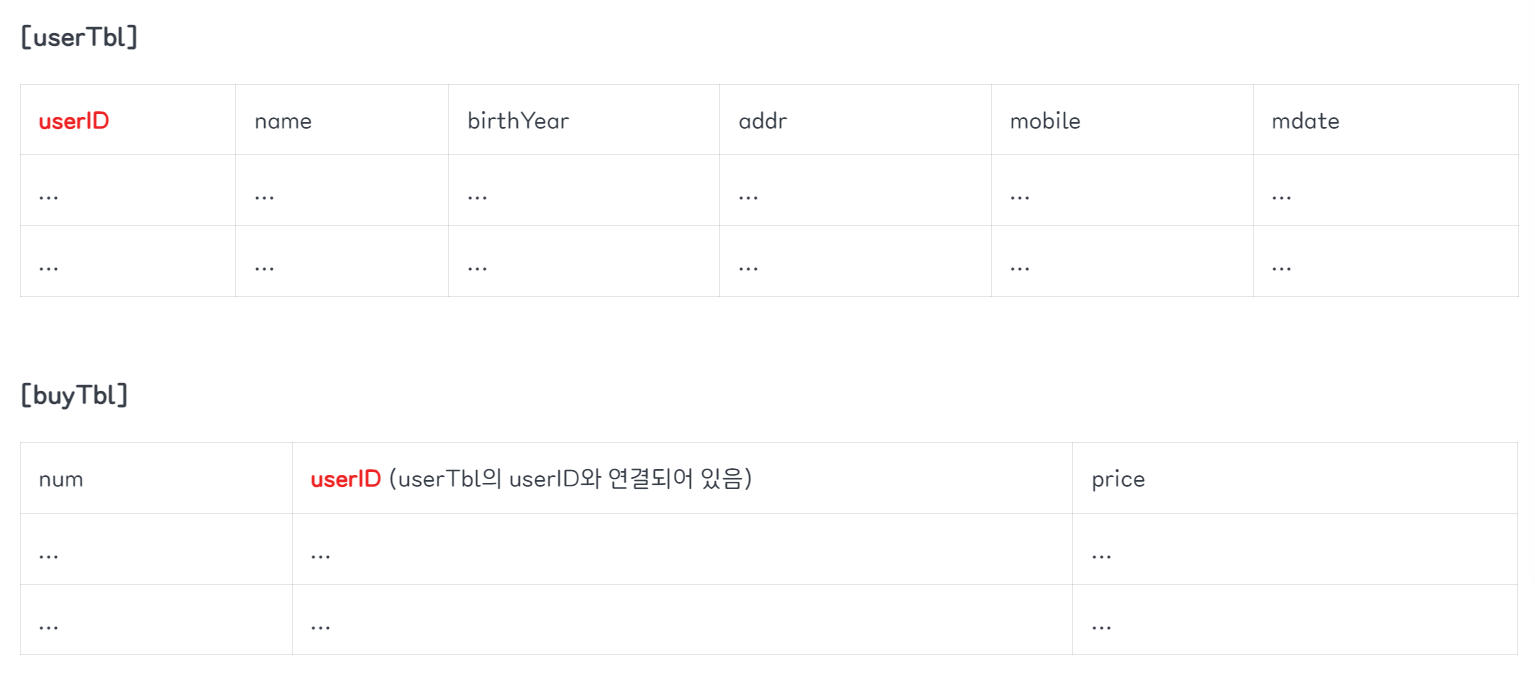 [userTbl]
userID name birthYear addr mobile mdate
... ... ... ... ... ...
... ... ... ... ... ...
[buyTbl]
num userID (userTbl의 userID와 연결되어 있음) price
... ... ...
... ... ...